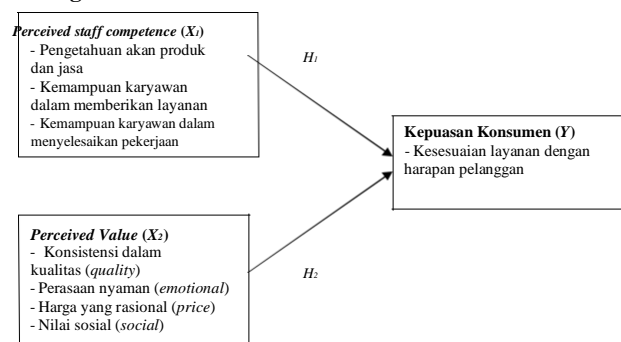 Perceived staff competence (X1)
- Pengetahuan akan produk
dan jasa
- Kemampuan karyawan
dalam memberikan layanan
- Kemampuan karyawan dalam
menyelesaikan pekerjaan
H1
Kepuasan Konsumen (Y)
- Kesesuaian layanan dengan
harapan pelanggan
Perceived Value (X2)
- Konsistensi dalam
kualitas (quality)
- Perasaan nyaman (emotional)
- Harga yang rasional (price)
- Nilai sosial (social)
H2